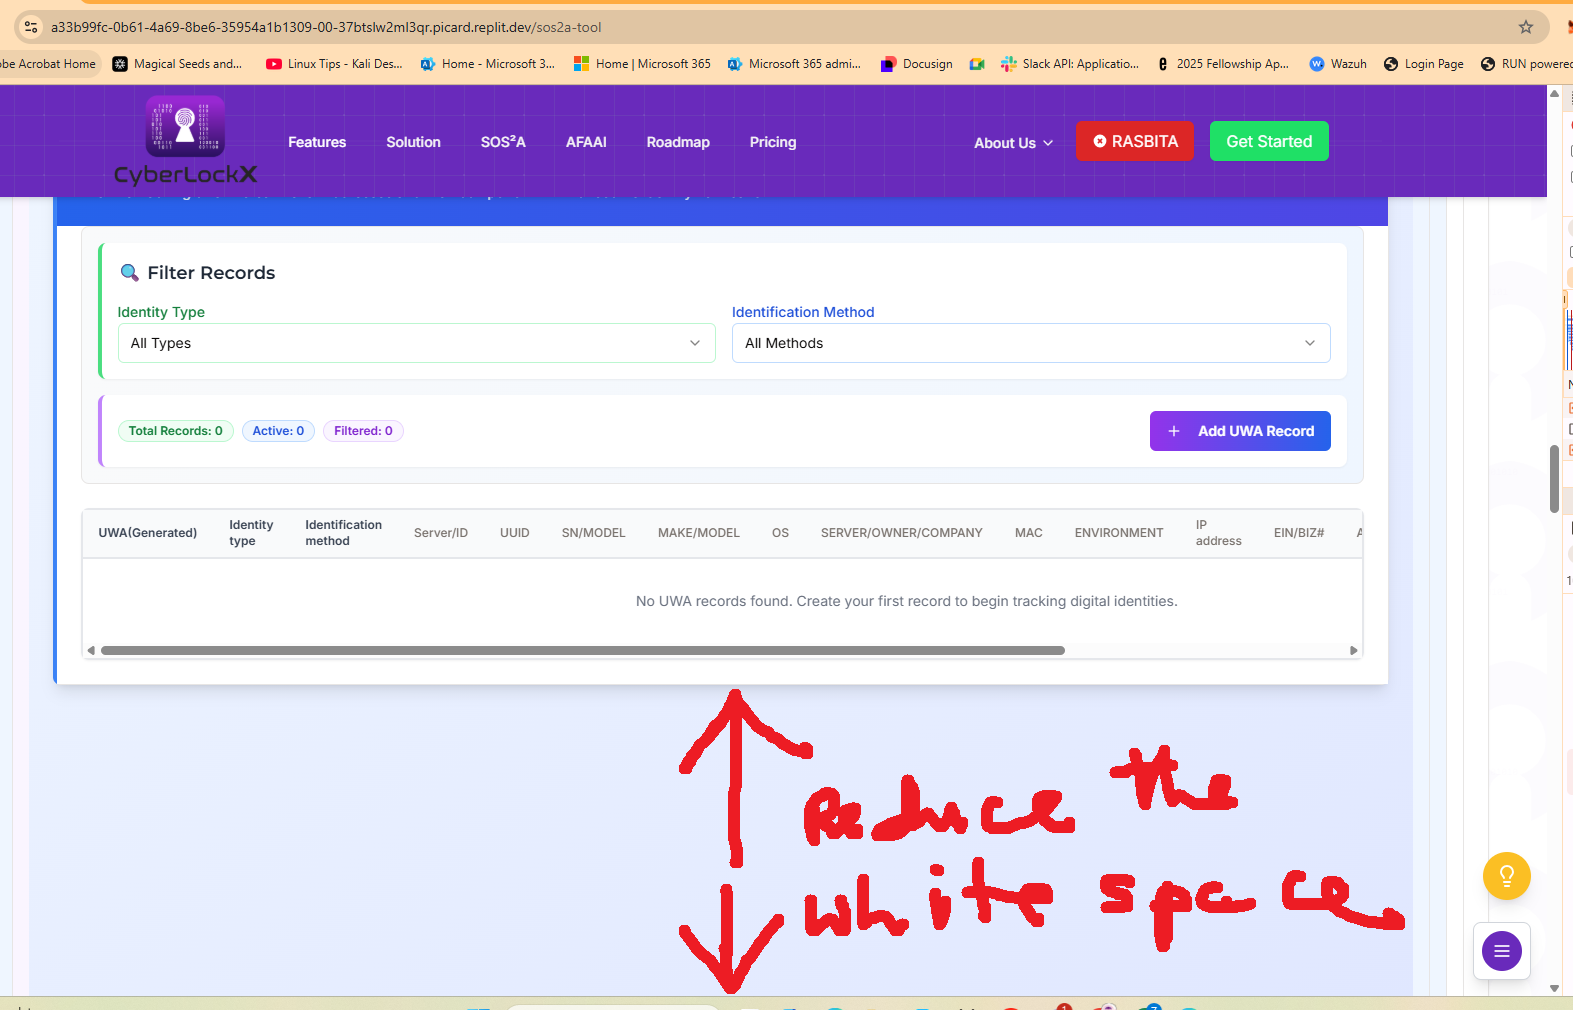 a33b99fc-0b61-4a69-8be6-35954a1b1309-00-37btslw2ml3qr.picard.replit.dev/sos2a-tool
obe Acrobat Home
Magical Seeds and...
Linux Tips - Kali Des...
Home - Microsoft 3...
Home | Microsoft 365
Microsoft 365 admi...
Docusign
Slack API: Applicatio...
2025 Fellowship Ap...
Wazuh
Login Page
RUN powered
CyberLockX
Features
Solution
SOS²A
AFAAI
Roadmap
Pricing
About Us
RASBITA
Get Started
Filter Records
Identity Type
Identification Method
All Types
All Methods
Total Records: 0
Active: 0
Filtered: 0
+ Add UWA Record
UWA(Generated)
Identity type
Identification method
Server/ID
UUID
SN/MODEL
MAKE/MODEL
OS
SERVER/OWNER/COMPANY
MAC
ENVIRONMENT
IP address
EIN/BIZ#
No UWA records found. Create your first record to begin tracking digital identities.
Reduce the
white space